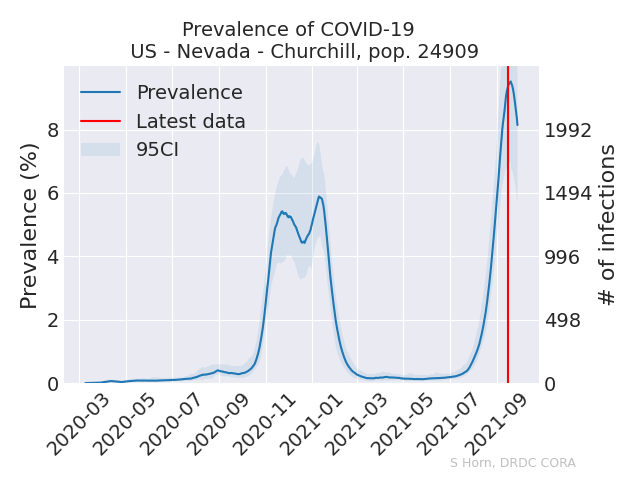 Prevalence of COVID-19
US - Nevada - Churchill, pop. 24909
Prevalence
Latest data
95CI
Prevalence (%)
8
6
4
2
0
1992
1494
996
498
0
# of infections
2020-03
2020-05
2020-07
2020-09
2020-11
2021-01
2021-03
2021-05
2021-07
2021-09
S Horn, DRDC CORA